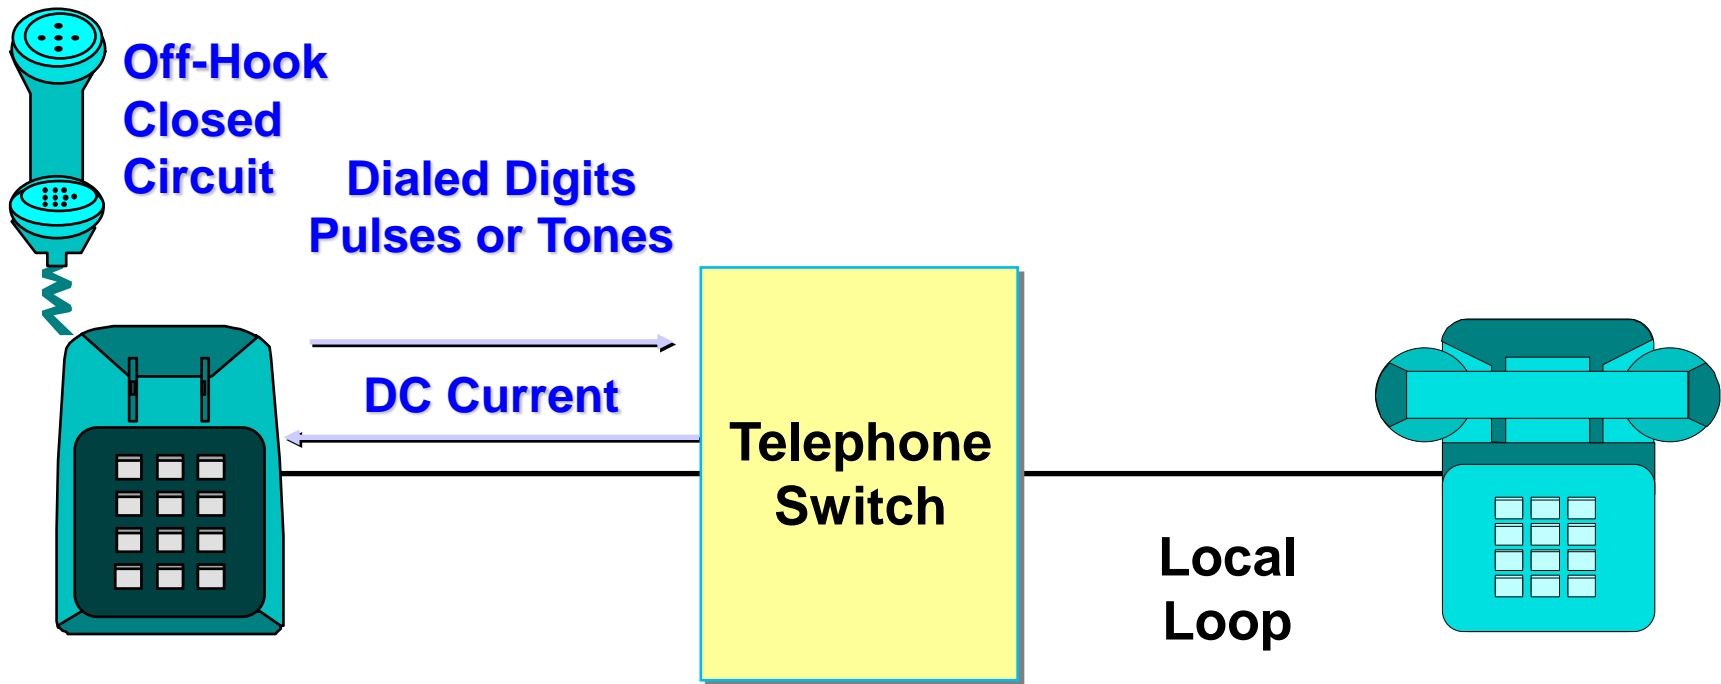 Off-Hook
Closed
Circuit
Dialed Digits
Pulses or Tones
DC Current
Telephone
Switch
Local
Loop